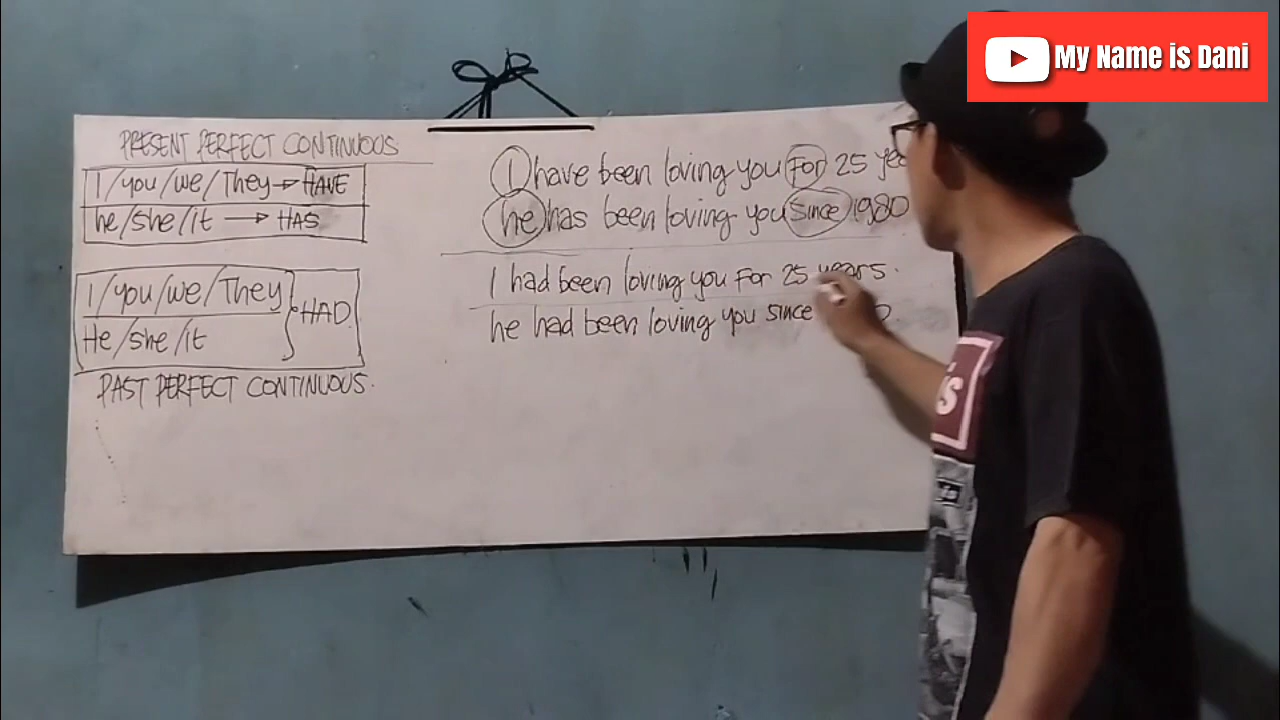 My Name is Dani
PRESENT PERFECT CONTINUOUS
I/you/we/They → HAVE
he/she/it → HAS
I/you/we/They
He/she/it
HAD.
PAST PERFECT CONTINUOUS.
I have been loving you For 25
he has been loving you Since 1980
I had been loving you For 25 years.
he had been loving you since